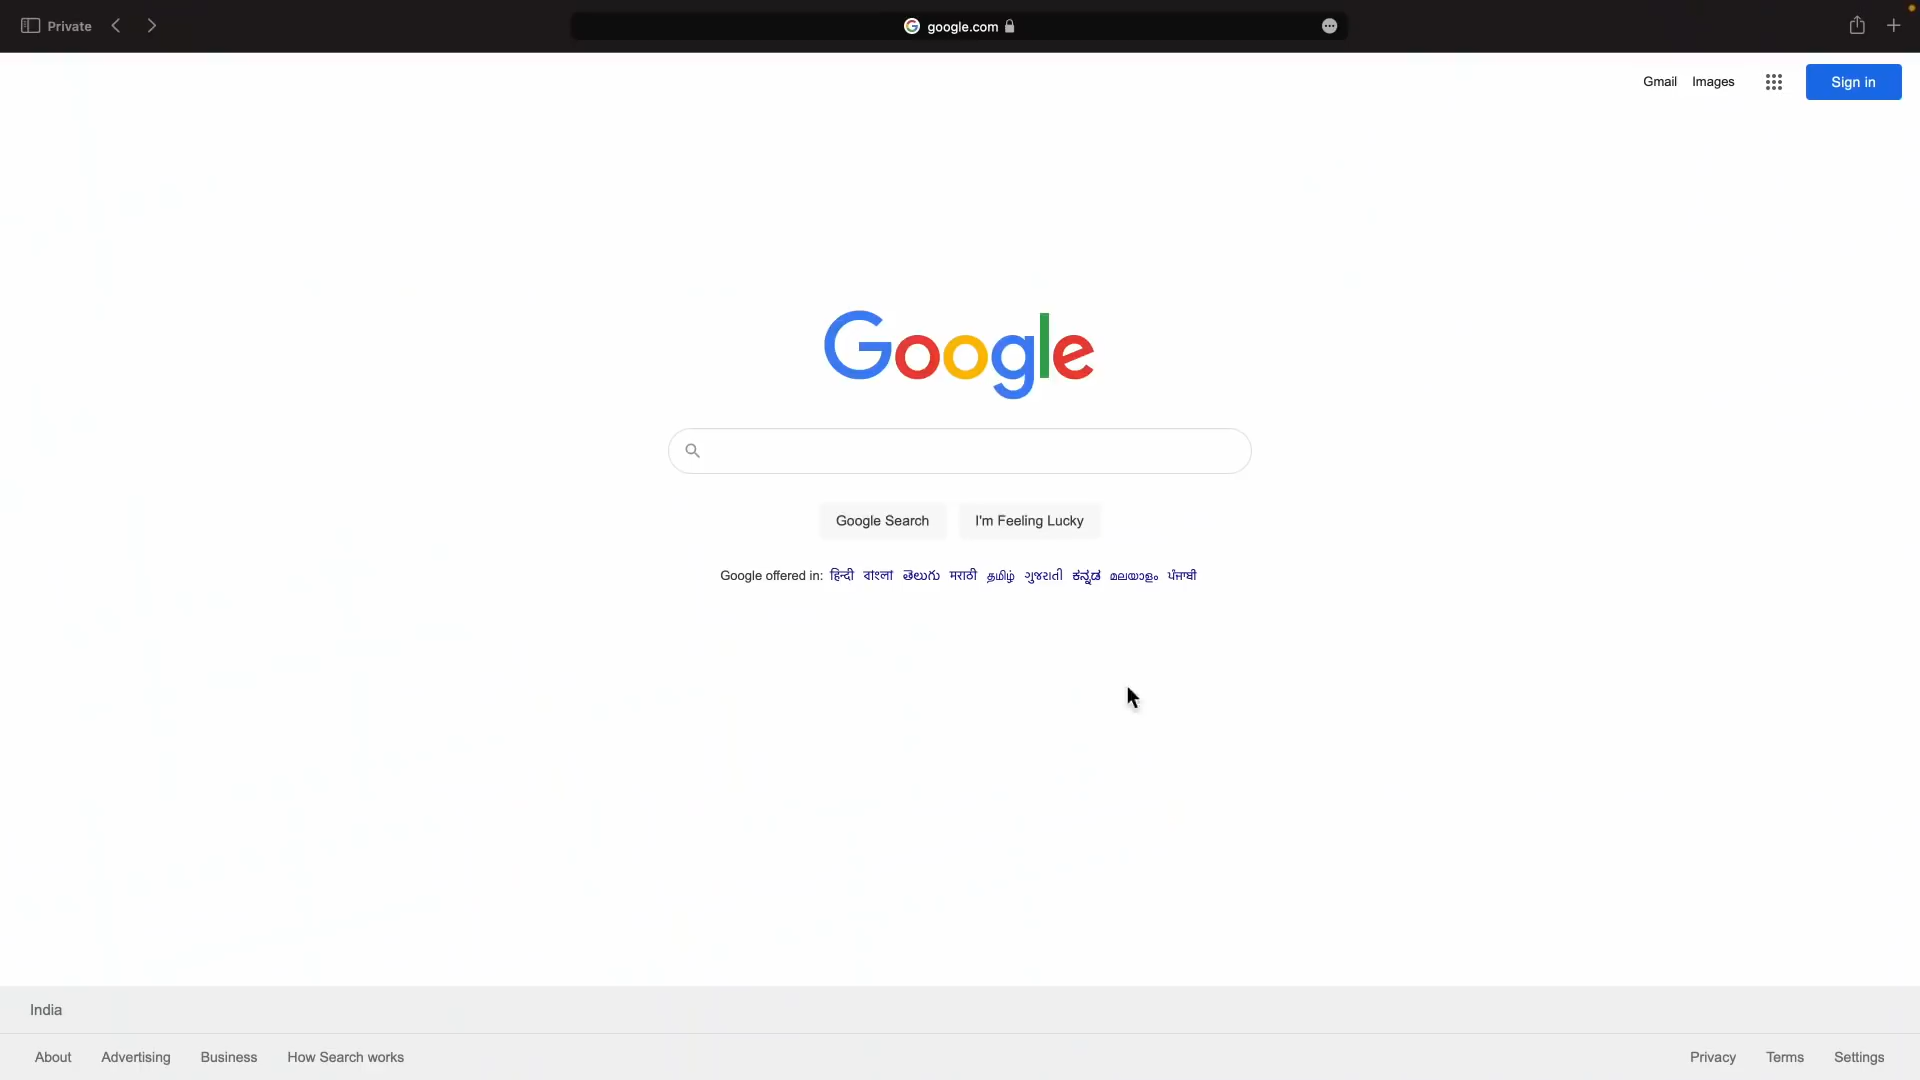 Private google.com
Gmail Images Sign in
Google
Google Search I'm Feeling Lucky
Google offered in: हिन्दी বাংলা తెలుగు मराठी தமிழ் ગુજરાતી ಕನ್ನಡ മലയാളം ਪੰਜਾਬੀ
India
About Advertising Business How Search works Privacy Terms Settings